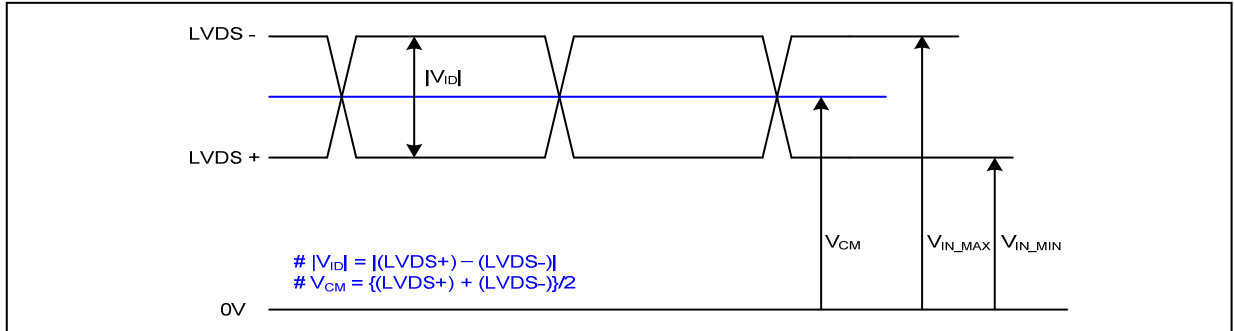 LVDS -
|VID|
LVDS +
VCM
VIN_MAX
VIN_MIN
# |VID| = |(LVDS+) – (LVDS-)|
# VCM = {(LVDS+) + (LVDS-)}/2
0V